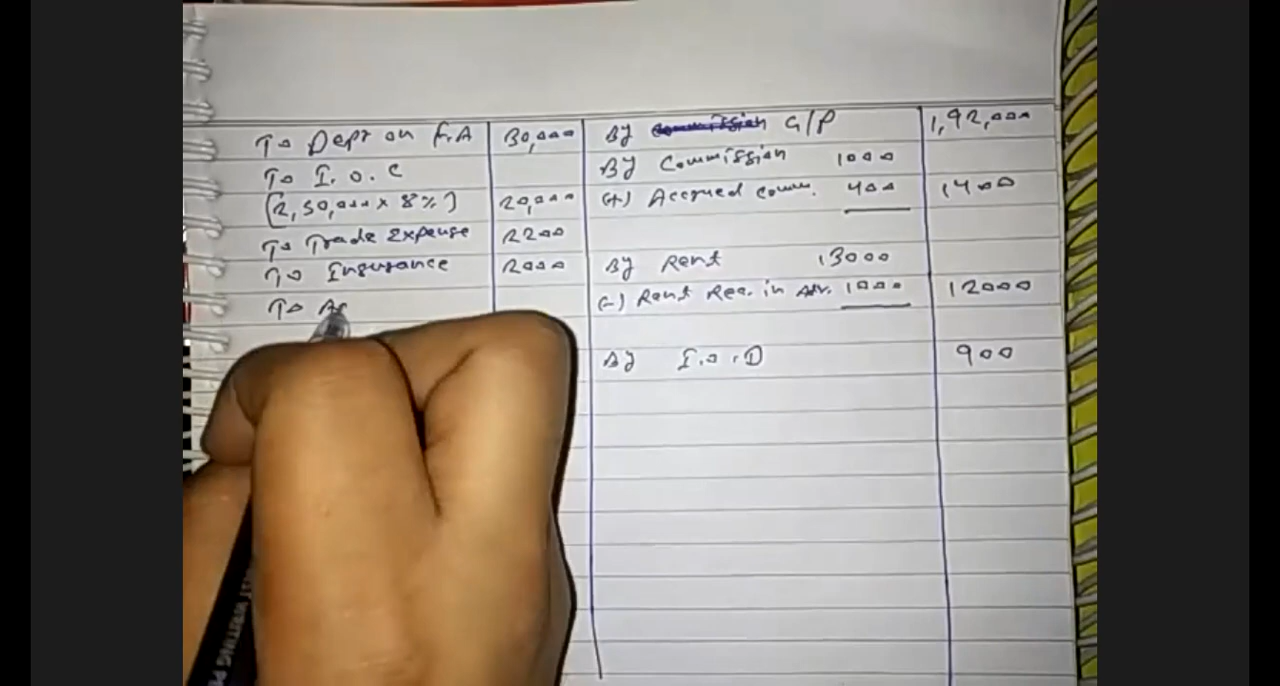 To Depr on F.A 30,000
To I.O.C
[2,50,000 x 8%] 20,000
To Trade Expense 2200
To Insurance 2000
To
By G/P 1,92,000
By Commission 1000
(+) Accrued comm. 400 1400
By Rent 13000
(-) Rent Rec. in Adv. 1000 12000
By I.O.D 900